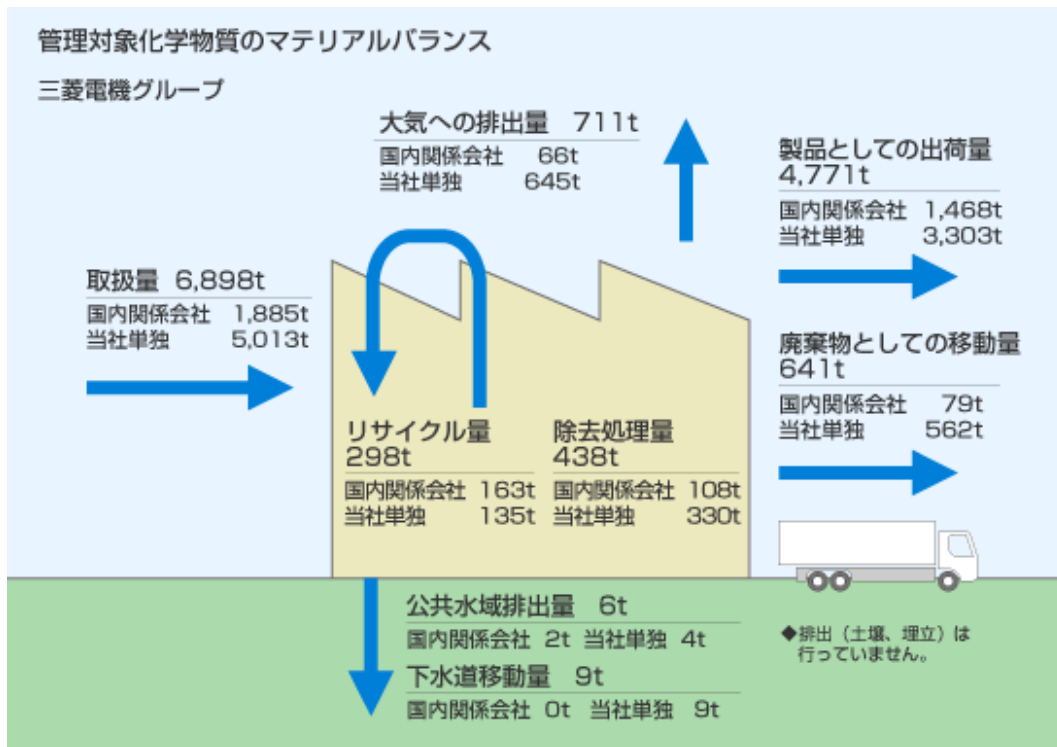 管理対象化学物質のマテリアルバランス
三菱電機グループ
大気への排出量 711t
国内関係会社 66t
当社単独 645t
製品としての出荷量
4,771t
国内関係会社 1,468t
当社単独 3,303t
取扱量 6,898t
国内関係会社 1,885t
当社単独 5,013t
廃棄物としての移動量
641t
国内関係会社 79t
当社単独 562t
リサイクル量
298t
国内関係会社 163t
当社単独 135t
除去処理量
438t
国内関係会社 108t
当社単独 330t
公共水域排出量 6t
国内関係会社 2t 当社単独 4t
下水道移動量 9t
国内関係会社 0t 当社単独 9t
◆排出（土壌、埋立）は
行っていません。